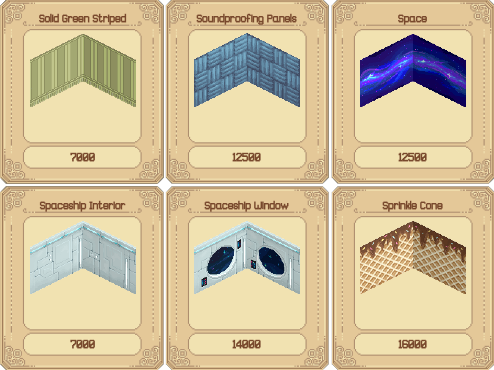 Solid Green Striped
Soundproofing Panels
Space
7000
12500
12500
Spaceship Interior
Spaceship Window
Sprinkle Cone
7000
14000
16000